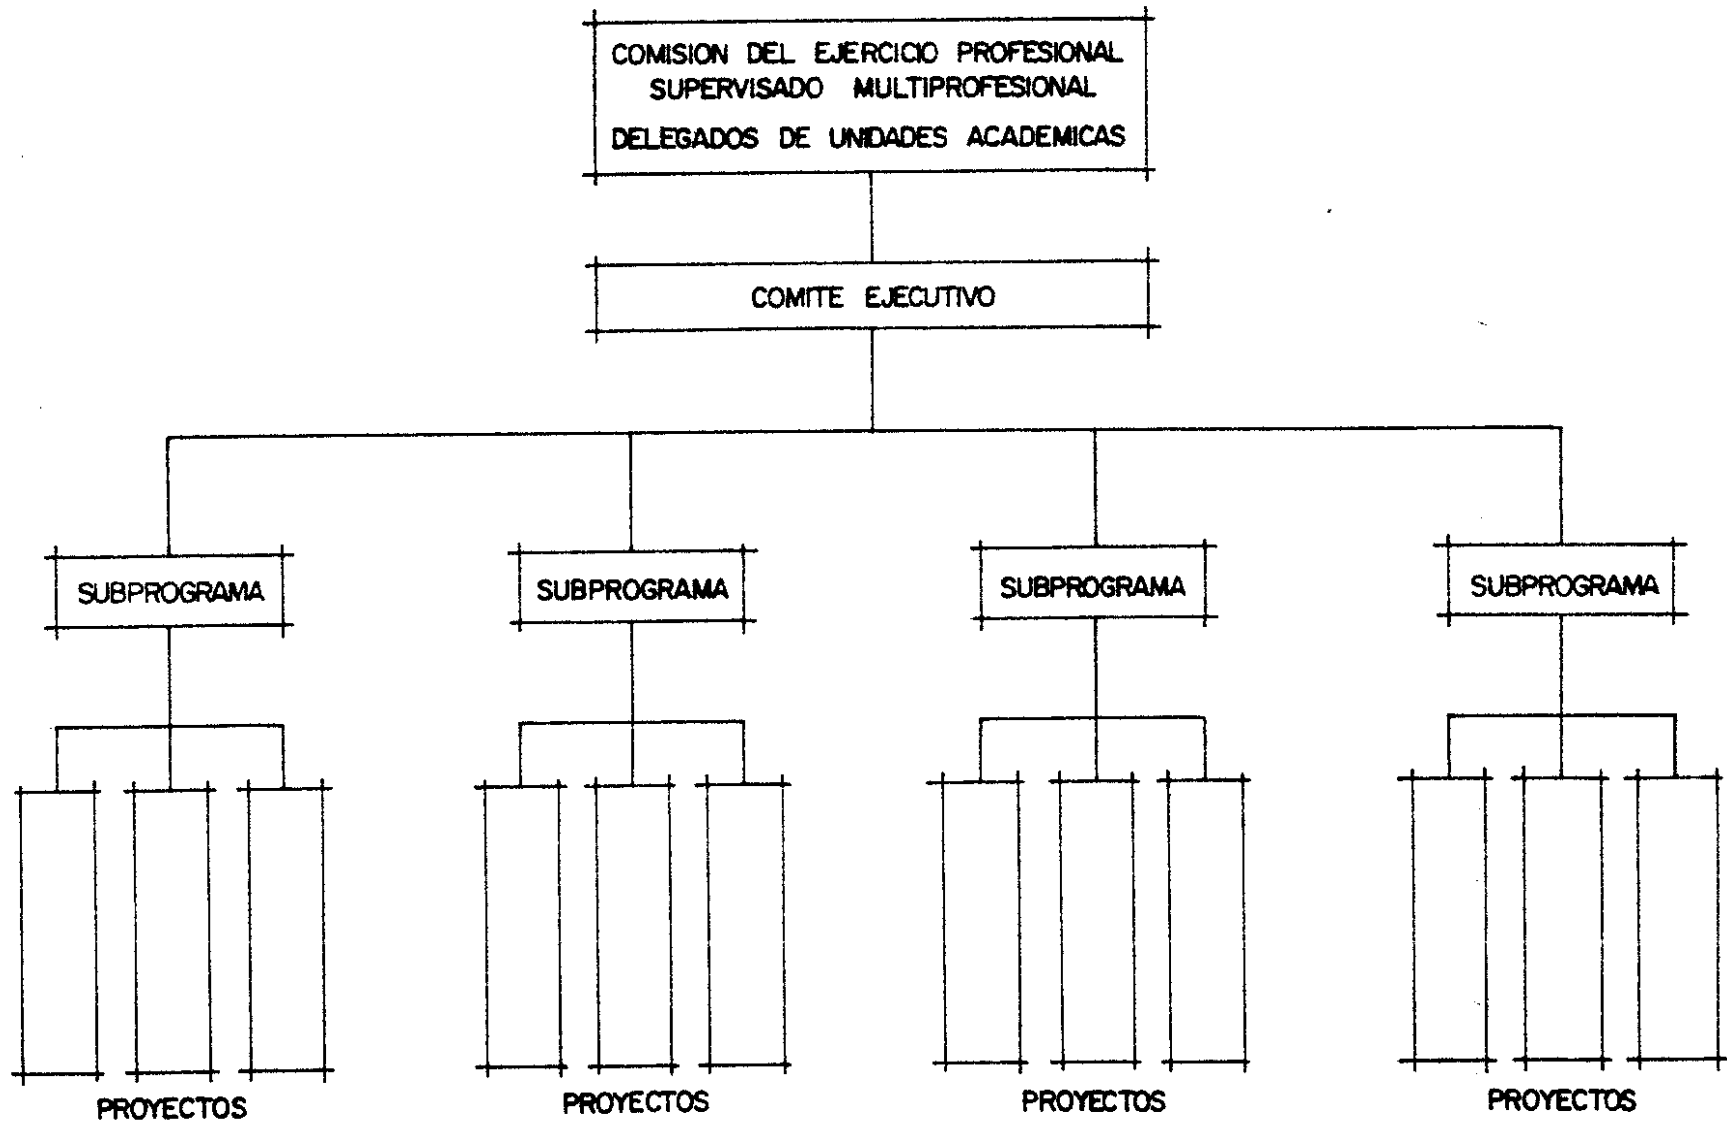 COMISION DEL EJERCICIO PROFESIONAL
SUPERVISADO MULTIPROFESIONAL
DELEGADOS DE UNIDADES ACADEMICAS
COMITE EJECUTIVO
SUBPROGRAMA
SUBPROGRAMA
SUBPROGRAMA
SUBPROGRAMA
PROYECTOS
PROYECTOS
PROYECTOS
PROYECTOS